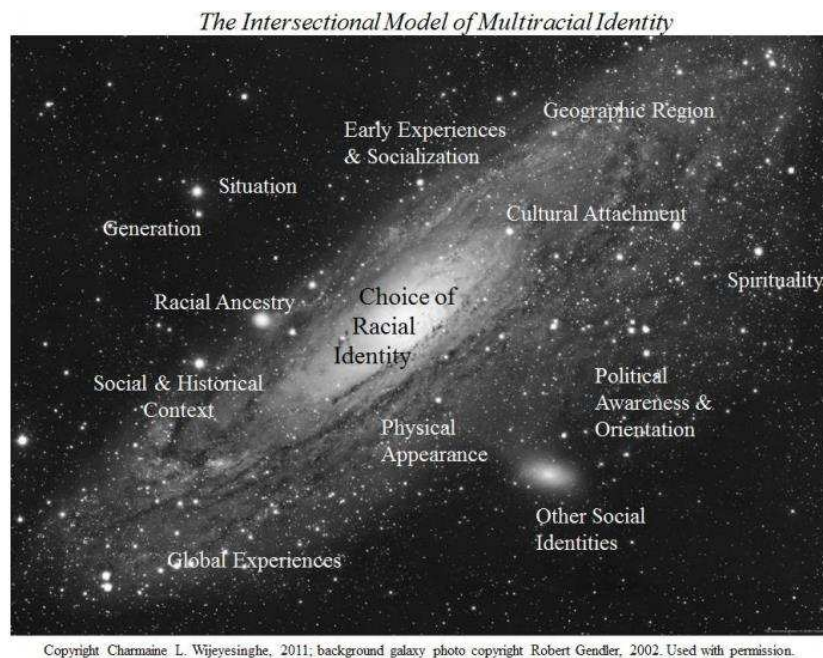 The Intersectional Model of Multiracial Identity
Geographic Region
Early Experiences
& Socialization
Situation
Generation
Cultural Attachment
Spirituality
Racial Ancestry
Choice of
Racial
Identity
Social & Historical
Context
Political
Awareness &
Orientation
Physical
Appearance
Other Social
Identities
Global Experiences
Copyright Charmaine L. Wijeyesinghe, 2011; background galaxy photo copyright Robert Gendler, 2002. Used with permission.